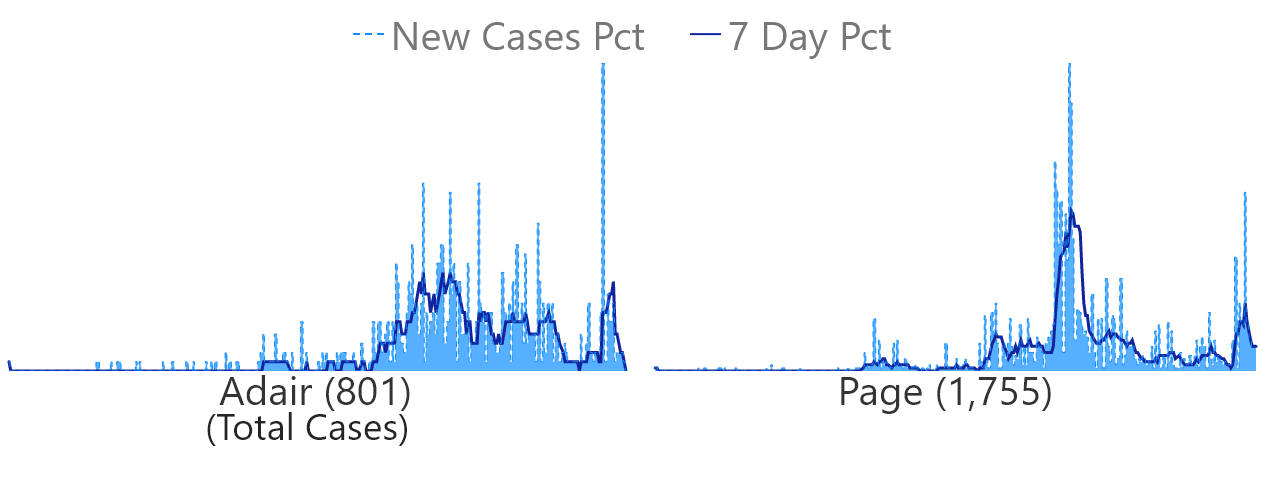 New Cases Pct 7 Day Pct
Adair (801)
(Total Cases)
Page (1,755)